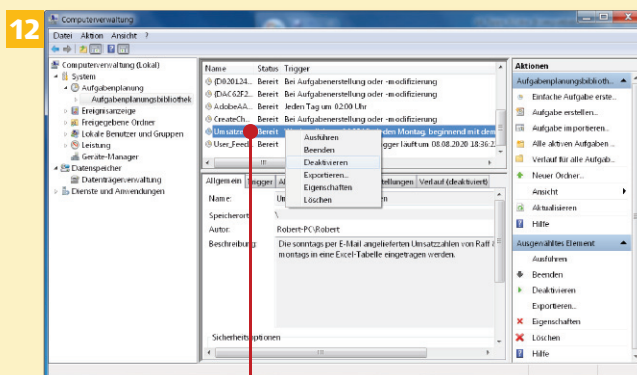 12
Computerverwaltung
Datei Aktion Ansicht ?
Computerverwaltung (Lokal)
System
Aufgabenplanung
Aufgabenplanungsbibliothek
Ereignisanzeige
Freigegebene Ordner
Lokale Benutzer und Gruppen
Leistung
Geräte-Manager
Datenspeicher
Datenträgerverwaltung
Dienste und Anwendungen
Name Status Trigger
Bereit Bei Aufgabenerstellung oder -modifizierung
Bereit Bei Aufgabenerstellung oder -modifizierung
AdobeAA... Bereit Jeden Tag um 02:00 Uhr
CreateCh... Bereit Bei Aufgabenerstellung oder -modifizierung
Umsatz Bereit jeden Montag, beginnend mit dem
User_Feed... Bereit läuft um 08.08.2020 18:36:2
Ausführen
Beenden
Deaktivieren
Exportieren...
Eigenschaften
Löschen
Allgemein Trigger Verlauf (deaktiviert)
Name:
Speicherort: \
Autor: Robert-PC\Robert
Beschreibung: Die sonntags per E-Mail angelieferten Umsatzzahlen von Raff &
montags in eine Excel-Tabelle eingetragen werden.
Sicherheitsoptionen
Aktionen
Aufgabenplanungsbiblioth...
Einfache Aufgabe erste...
Aufgabe erstellen...
Aufgabe importieren...
Alle aktiven Aufgaben ...
Verlauf für alle Aufgab...
Neuer Ordner...
Ansicht
Aktualisieren
Hilfe
Ausgewähltes Element
Ausführen
Beenden
Deaktivieren
Exportieren...
Eigenschaften
Löschen
Hilfe